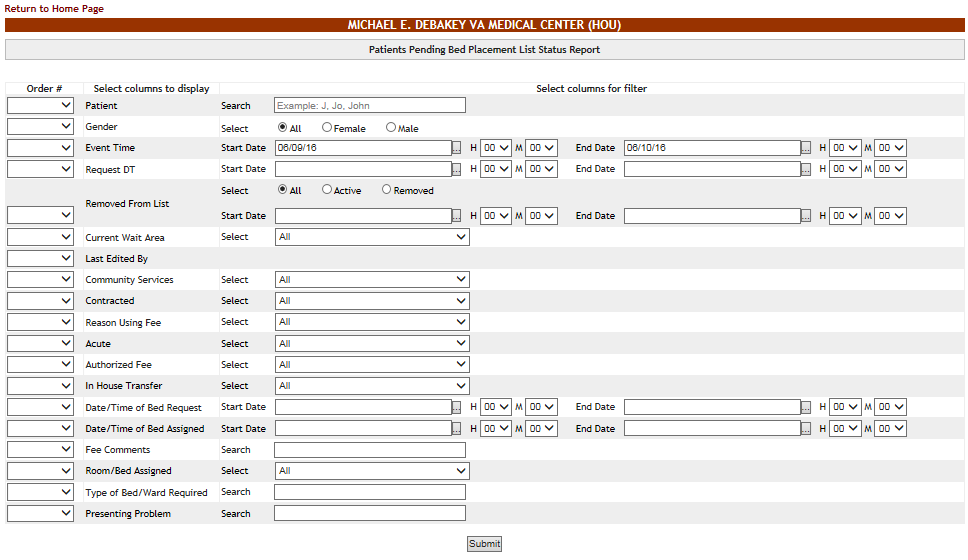 Return to Home Page
MICHAEL E. DEBAKEY VA MEDICAL CENTER (HOU)
Patients Pending Bed Placement List Status Report
Order # Select columns to display Select columns for filter
Patient Search Example: J, Jo, John
Gender Select All Female Male
Event Time Start Date 06/09/16 ... H 00 M 00 End Date 06/10/16 ... H 00 M 00
Request DT Start Date ... H 00 M 00 End Date ... H 00 M 00
Select All Active Removed
Removed From List
Start Date ... H 00 M 00 End Date ... H 00 M 00
Current Wait Area Select All
Last Edited By
Community Services Select All
Contracted Select All
Reason Using Fee Select All
Acute Select All
Authorized Fee Select All
In House Transfer Select All
Date/Time of Bed Request Start Date ... H 00 M 00 End Date ... H 00 M 00
Date/Time of Bed Assigned Start Date ... H 00 M 00 End Date ... H 00 M 00
Fee Comments Search
Room/Bed Assigned Select All
Type of Bed/Ward Required Search
Presenting Problem Search
Submit